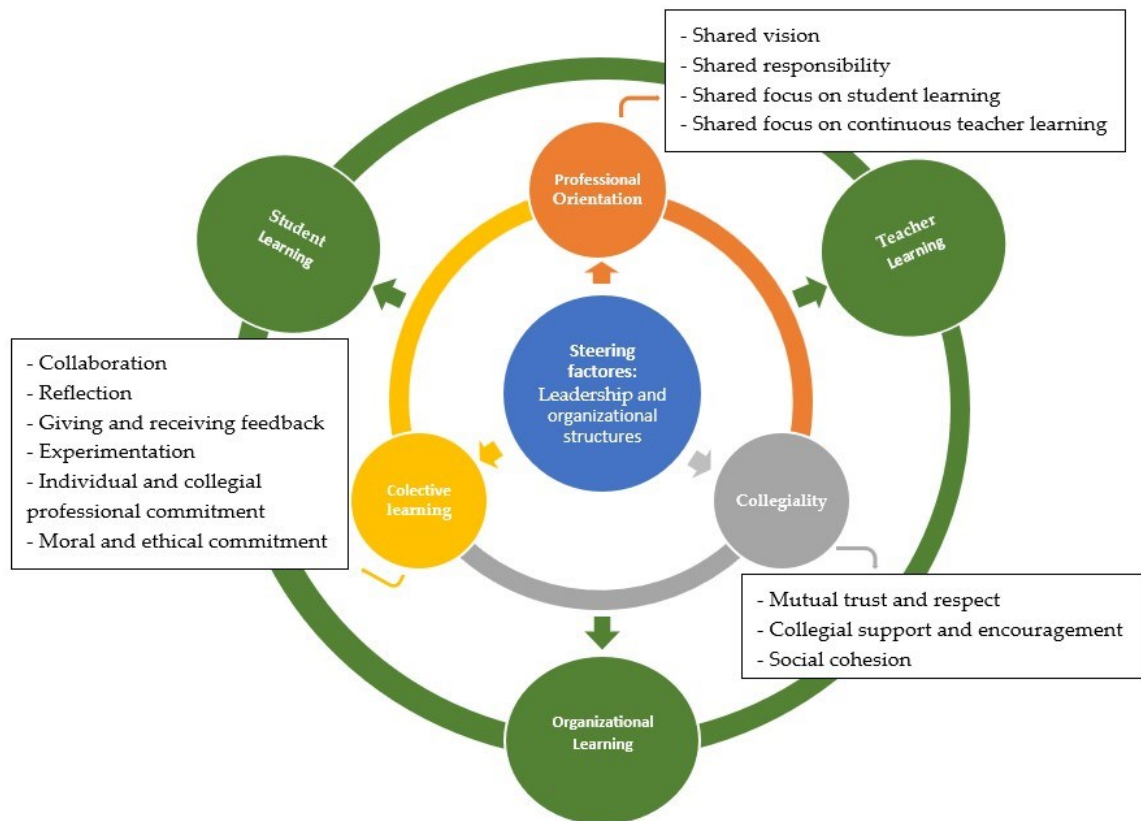 - Shared vision
- Shared responsibility
- Shared focus on student learning
- Shared focus on continuous teacher learning
Professional
Orientation
Student
Learning
Teacher
Learning
Steering
factores:
Leadership and
organizational
structures
- Collaboration
- Reflection
- Giving and receiving feedback
- Experimentation
- Individual and collegial
professional commitment
- Moral and ethical commitment
Colective
learning
Collegiality
- Mutual trust and respect
- Collegial support and encouragement
- Social cohesion
Organizational
Learning